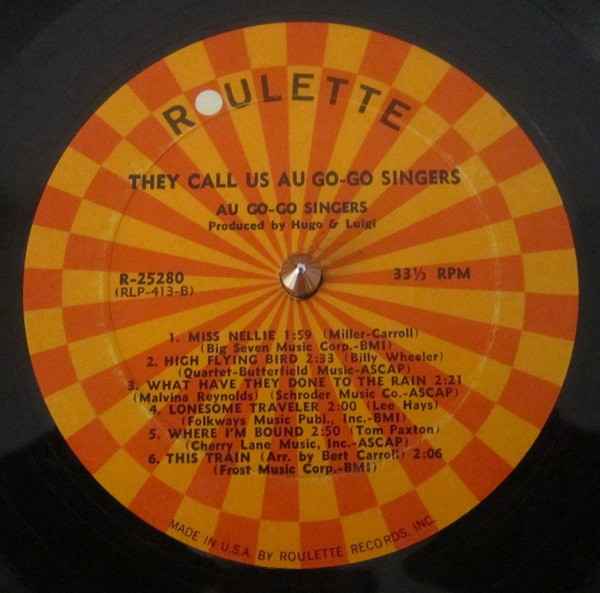 ROULETTE
THEY CALL US AU GO-GO SINGERS
AU GO-GO SINGERS
Produced by Hugo & Luigi
R-25280
33⅓ RPM
(RLP-413-B)
1. MISS NELLIE 1:59 (Miller-Carroll)
(Big Seven Music Corp.-BMI)
2. HIGH FLYING BIRD 2:33 (Billy Wheeler)
(Quartet-Butterfield Music-ASCAP)
3. WHAT HAVE THEY DONE TO THE RAIN 2:21
(Malvina Reynolds) (Schroder Music Co.-ASCAP)
4. LONESOME TRAVELER 2:00 (Lee Hays)
(Folkways Music Publ., Inc.-BMI)
5. WHERE I'M BOUND 2:50 (Tom Paxton)
(Cherry Lane Music, Inc.-ASCAP)
6. THIS TRAIN (Arr. by Bert Carroll) 2:06
(Frost Music Corp.-BMI)
MADE IN U.S.A. BY ROULETTE RECORDS, INC.